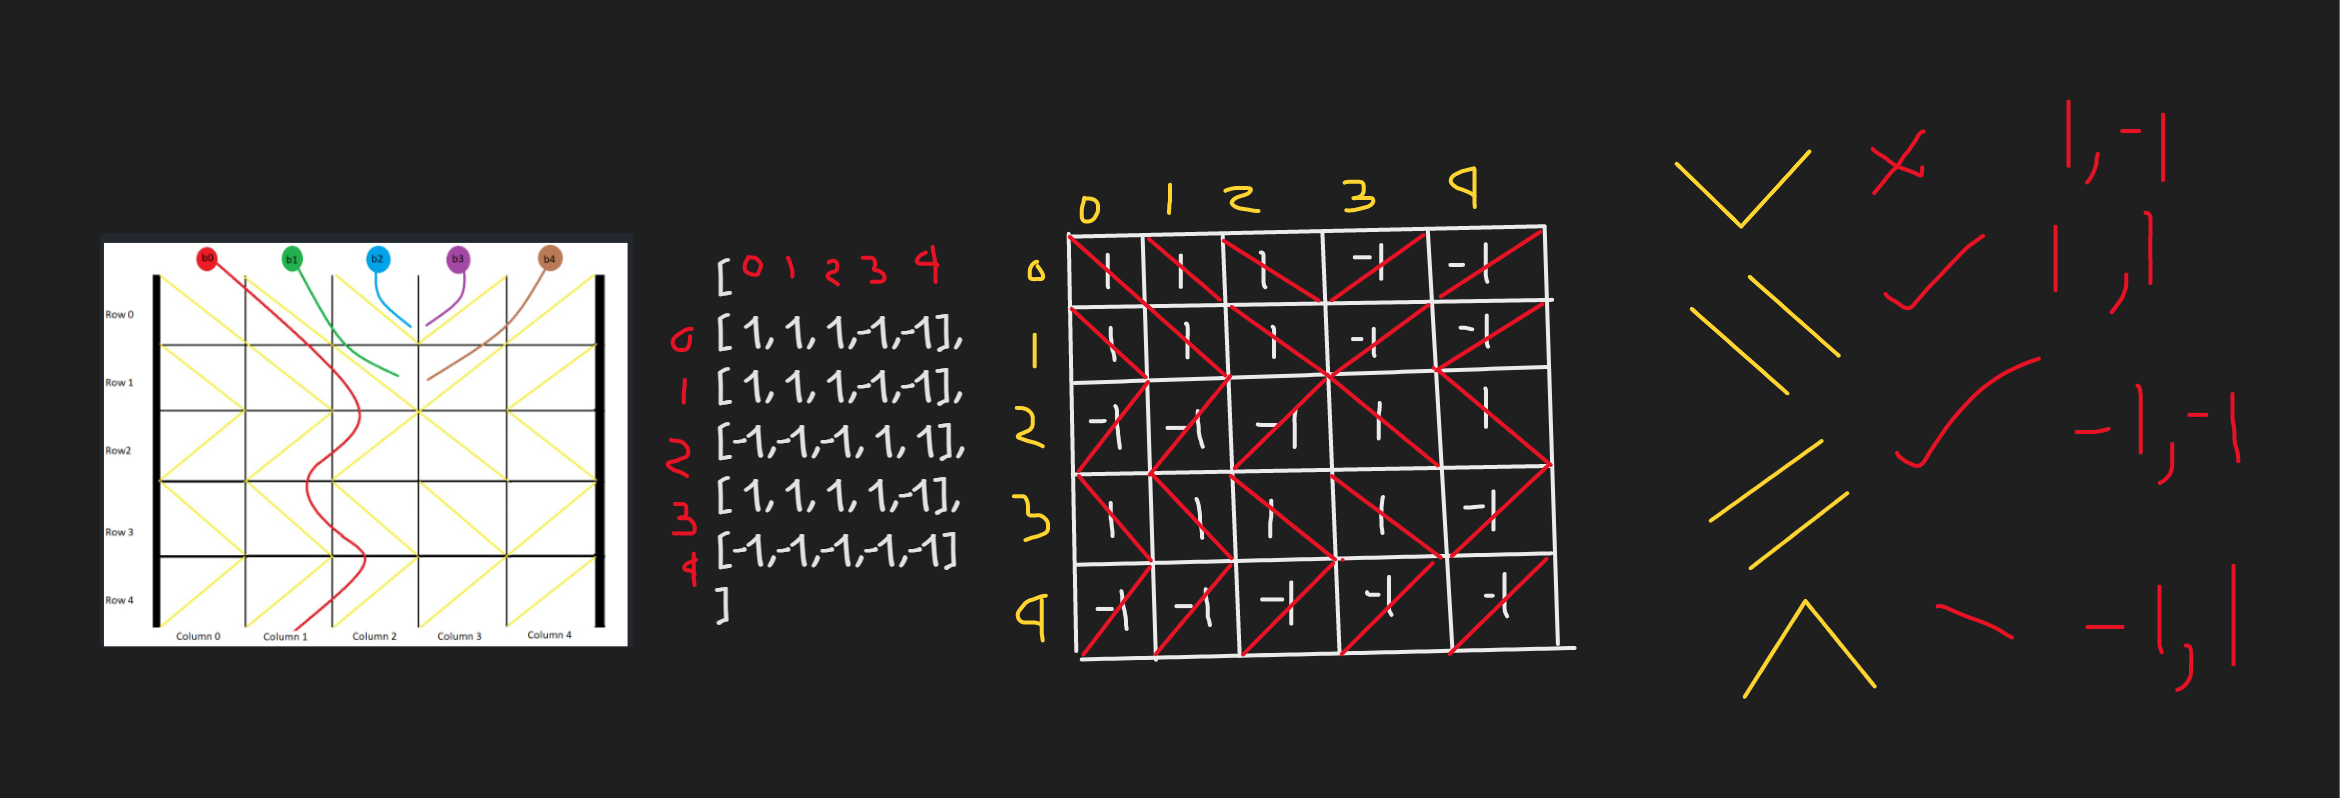 b0 b1 b2 b3 b4
Row 0
Row 1
Row2
Row 3
Row 4
Column 0 Column 1 Column 2 Column 3 Column 4
[ 0 1 2 3 4
0 [ 1, 1, 1,-1,-1],
1 [ 1, 1, 1,-1,-1],
2 [-1,-1,-1, 1, 1],
3 [ 1, 1, 1, 1,-1],
4 [-1,-1,-1,-1,-1]
]
0 1 2 3 4
0 1 1 1 -1 -1
1 1 1 1 -1 -1
2 -1 -1 -1 1 1
3 1 1 1 1 -1
4 -1 -1 -1 -1 -1
1, -1
1, 1
-1, -1
-1, 1